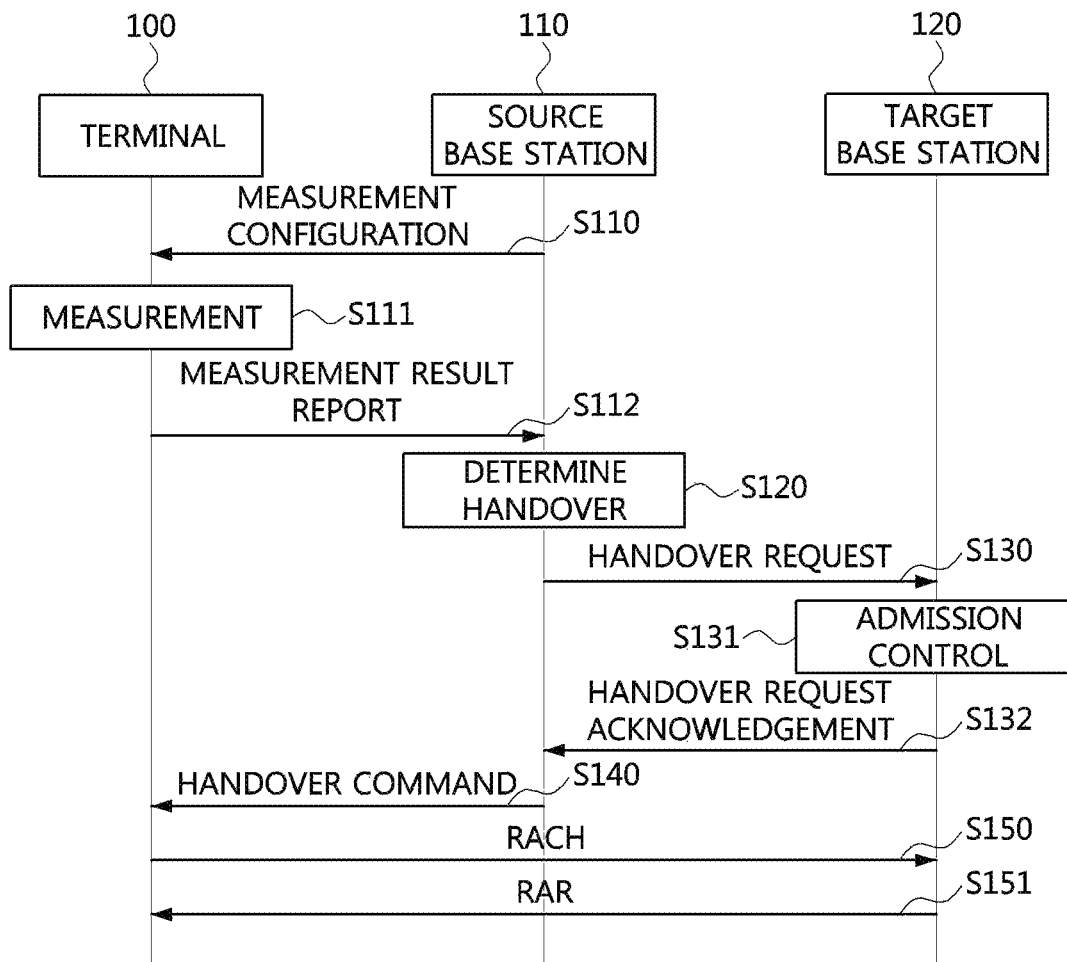 100
110
120
TERMINAL
SOURCE
BASE STATION
TARGET
BASE STATION
MEASUREMENT
CONFIGURATION
S110
MEASUREMENT
S111
MEASUREMENT RESULT
REPORT
S112
DETERMINE
HANDOVER
S120
HANDOVER REQUEST
S130
ADMISSION
CONTROL
S131
HANDOVER REQUEST
ACKNOWLEDGEMENT
S132
HANDOVER COMMAND
S140
RACH
S150
RAR
S151